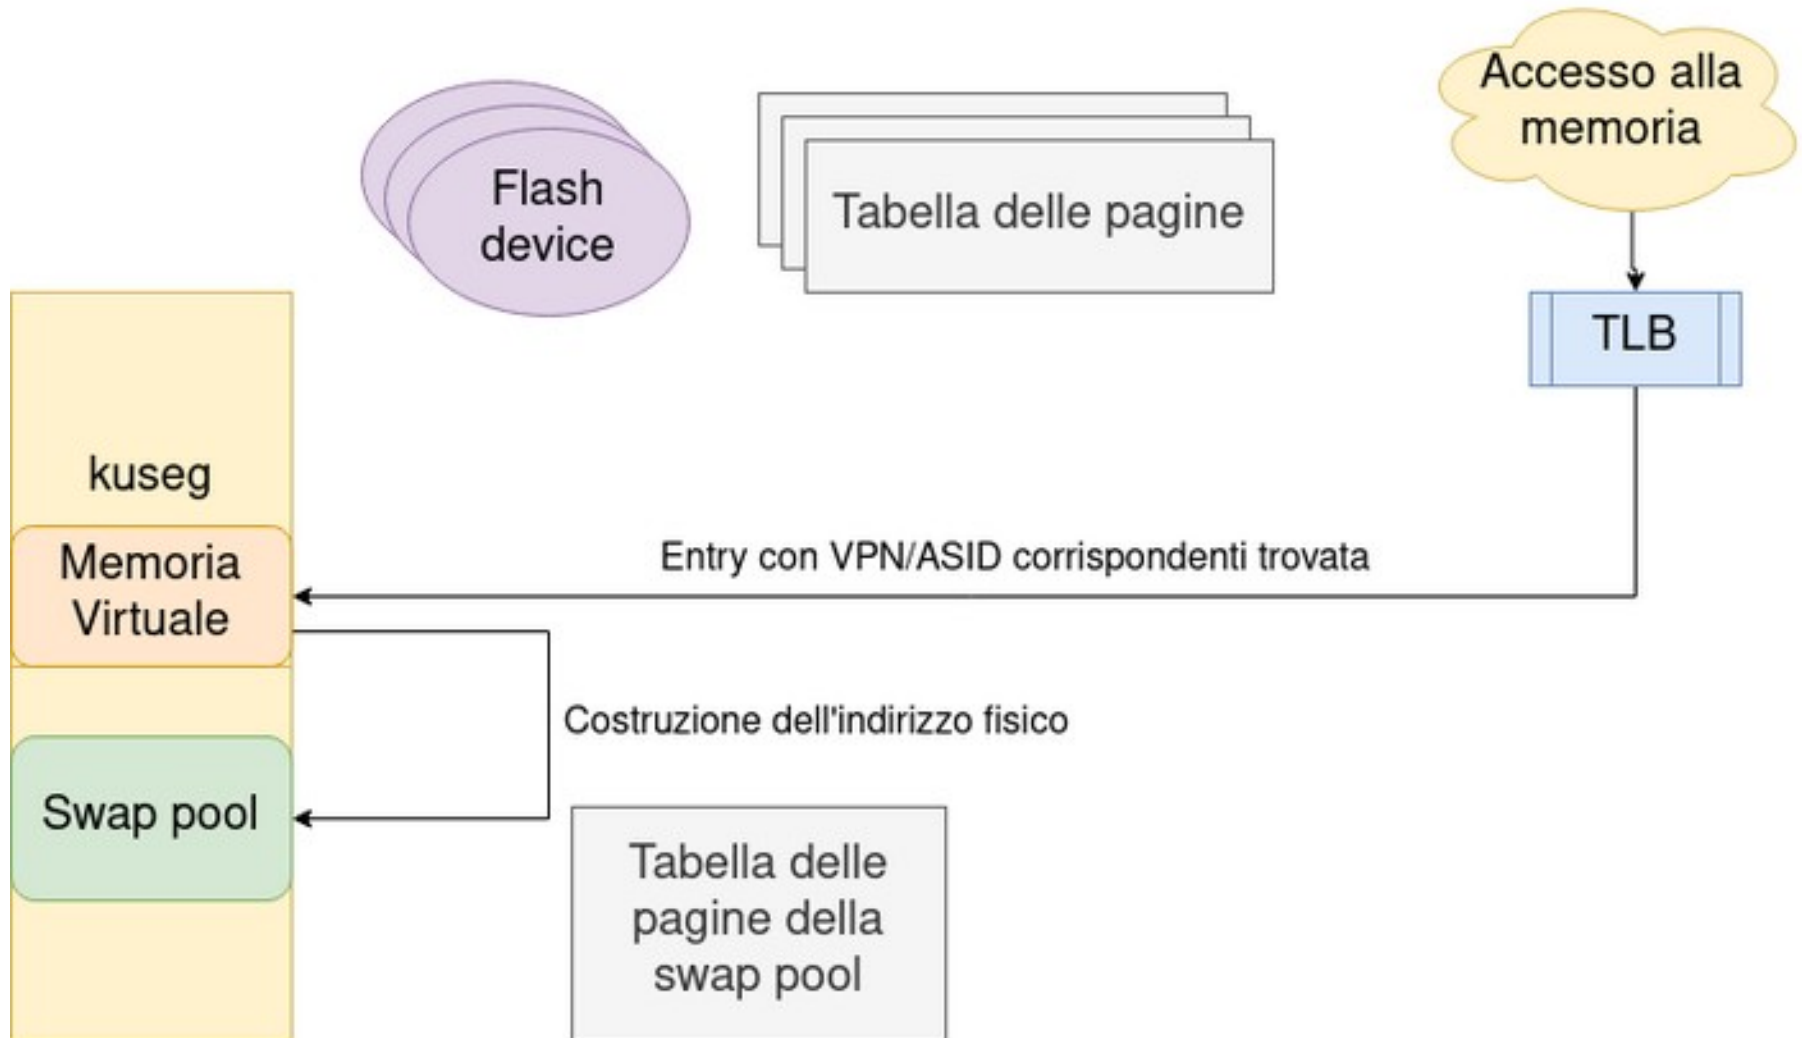 Accesso alla
memoria
Flash
device
Tabella delle pagine
TLB
kuseg
Memoria
Virtuale
Entry con VPN/ASID corrispondenti trovata
Costruzione dell'indirizzo fisico
Swap pool
Tabella delle
pagine della
swap pool